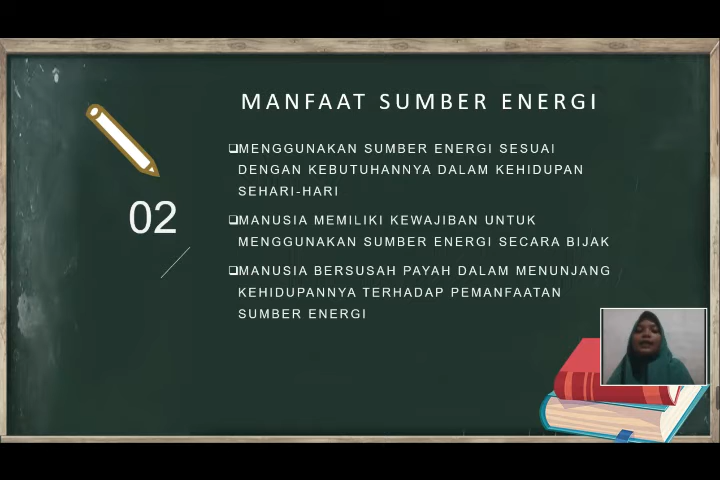 MANFAAT SUMBER ENERGI
MENGGUNAKAN SUMBER ENERGI SESUAI
DENGAN KEBUTUHANNYA DALAM KEHIDUPAN
SEHARI-HARI
02
MANUSIA MEMILIKI KEWAJIBAN UNTUK
MENGGUNAKAN SUMBER ENERGI SECARA BIJAK
MANUSIA BERSUSAH PAYAH DALAM MENUNJANG
KEHIDUPANNYA TERHADAP PEMANFAATAN
SUMBER ENERGI